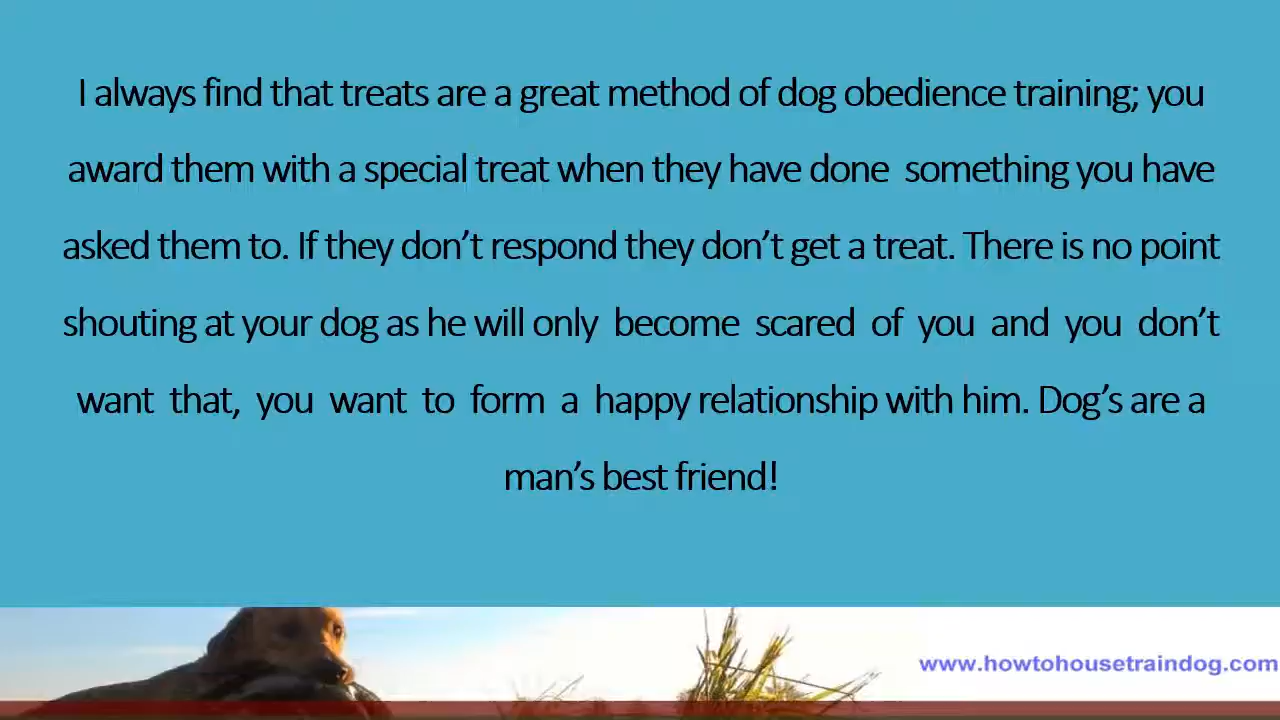 I always find that treats are a great method of dog obedience training; you
award them with a special treat when they have done something you have
asked them to. If they don’t respond they don’t get a treat. There is no point
shouting at your dog as he will only become scared of you and you don’t
want that, you want to form a happy relationship with him. Dog’s are a
man’s best friend!
www.howtohousetraindog.com